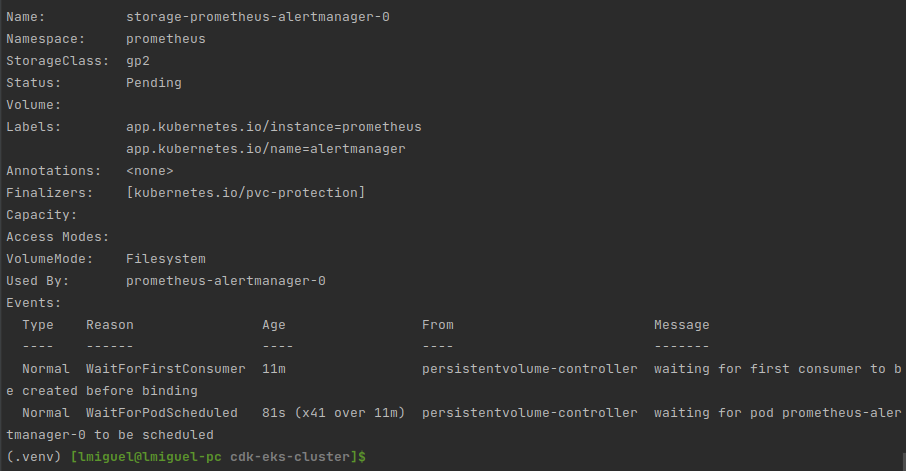 Name:          storage-prometheus-alertmanager-0
Namespace:     prometheus
StorageClass:  gp2
Status:        Pending
Volume:
Labels:        app.kubernetes.io/instance=prometheus
               app.kubernetes.io/name=alertmanager
Annotations:   <none>
Finalizers:    [kubernetes.io/pvc-protection]
Capacity:
Access Modes:
VolumeMode:    Filesystem
Used By:       prometheus-alertmanager-0
Events:
  Type    Reason                Age                 From                         Message
  ----    ------                ----                ----                         -------
  Normal  WaitForFirstConsumer  11m                 persistentvolume-controller  waiting for first consumer to b
e created before binding
  Normal  WaitForPodScheduled   81s (x41 over 11m)  persistentvolume-controller  waiting for pod prometheus-aler
tmanager-0 to be scheduled
(.venv) [lmiguel@lmiguel-pc cdk-eks-cluster]$